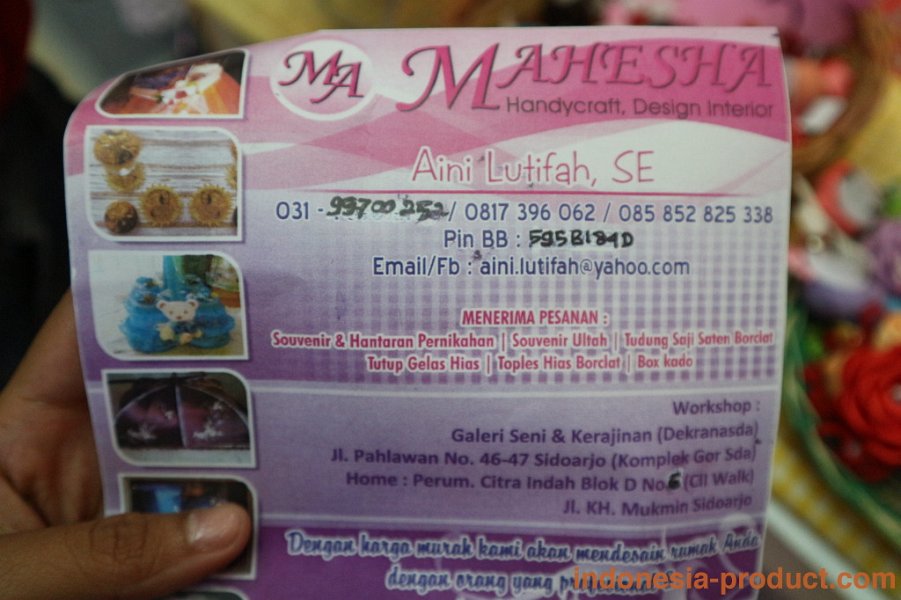 MA MAHESHA
Handycraft, Design Interior
Aini Lutifah, SE
031 - 99700252/ 0817 396 062 / 085 852 825 338
Pin BB : 595B184D
Email/Fb : aini.lutifah@yahoo.com
MENERIMA PESANAN :
Souvenir & Hantaran Pernikahan | Souvenir Ultah | Tudung Saji Saten Borclat
Tutup Gelas Hias | Toples Hias Borclat | Box kado
Workshop :
Galeri Seni & Kerajinan (Dekranasda)
Jl. Pahlawan No. 46-47 Sidoarjo (Komplek Gor Sda)
Home : Perum. Citra Indah Blok D No.6 (CII Walk)
Jl. KH. Mukmin Sidoarjo
Dengan harga murah kami akan mendesain rumah Anda
dengan orang yang
indonesia-product.com